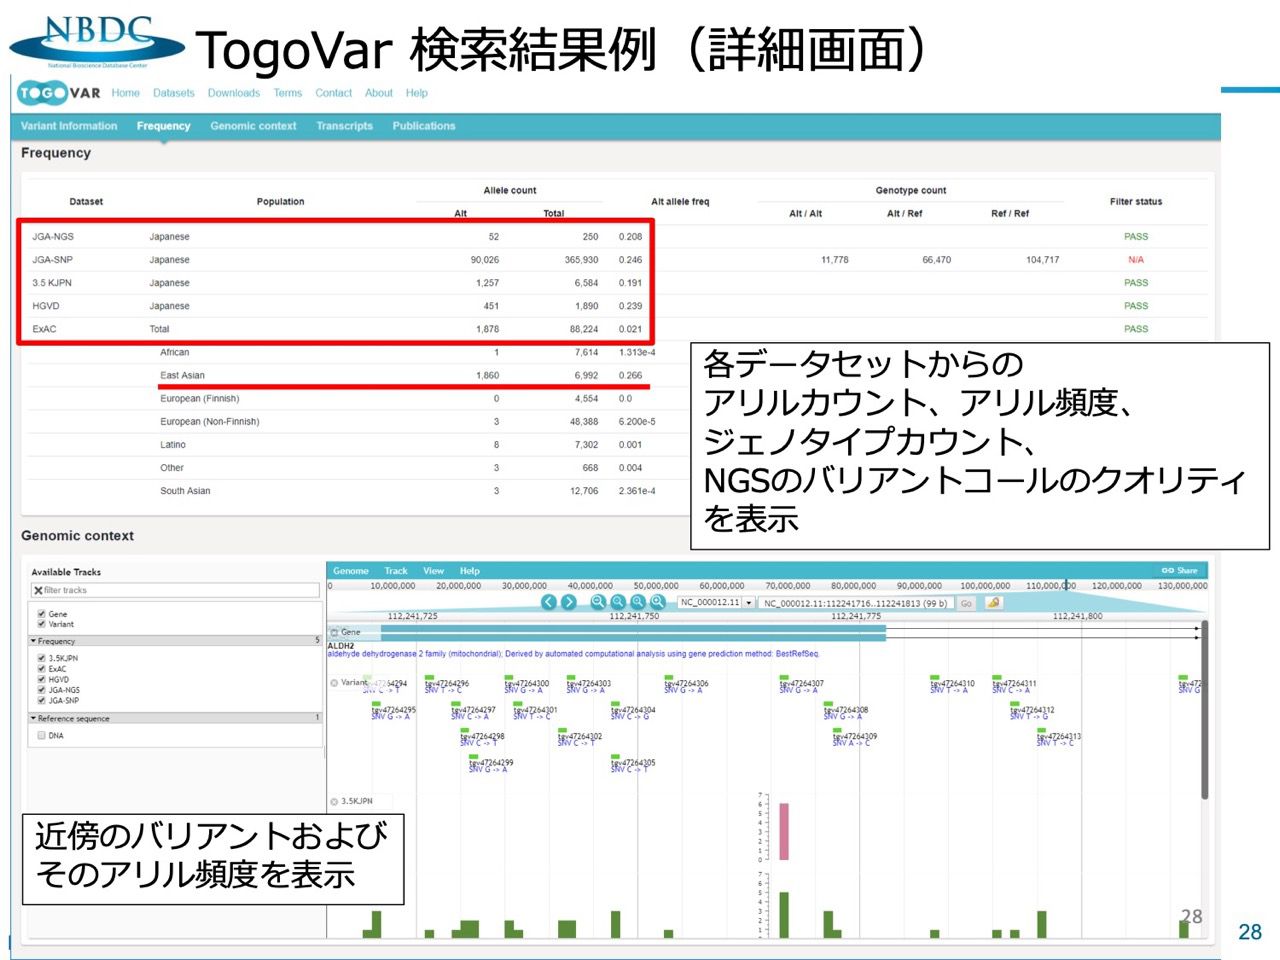 NBDC
National Bioscience Database Center
TogoVar 検索結果例（詳細画面）
TOGOVAR Home Datasets Downloads Terms Contact About Help
Variant Information Frequency Genomic context Transcripts Publications
Frequency
Dataset Population Allele count Alt allele freq Genotype count Filter status
Alt Total Alt / Alt Alt / Ref Ref / Ref
JGA-NGS Japanese 52 250 0.208 PASS
JGA-SNP Japanese 90,026 365,930 0.246 11,778 66,470 104,717 N/A
3.5 KJPN Japanese 1,257 6,584 0.191 PASS
HGVD Japanese 451 1,890 0.239 PASS
ExAC Total 1,878 88,224 0.021 PASS
African 1 7,614 1.313e-4
East Asian 1,860 6,992 0.266
European (Finnish) 0 4,554 0.0
European (Non-Finnish) 3 48,388 6.200e-5
Latino 8 7,302 0.001
Other 3 668 0.004
South Asian 3 12,706 2.361e-4
各データセットからの
アリルカウント、アリル頻度、
ジェノタイプカウント、
NGSのバリアントコールのクオリティ
を表示
Genomic context
Available Tracks
filter tracks
Gene
Variant
Frequency 5
3.5KJPN
ExAC
HGVD
JGA-NGS
JGA-SNP
Reference sequence 1
DNA
Genome Track View Help Share
0 10,000,000 20,000,000 30,000,000 40,000,000 50,000,000 60,000,000 70,000,000 80,000,000 90,000,000 100,000,000 110,000,000 120,000,000 130,000,000
NC_000012.11 NC_000012.11:112241716..112241813 (99 b) Go
112,241,725 112,241,750 112,241,775 112,241,800
Gene
ALDH2
aldehyde dehydrogenase 2 family (mitochondrial); Derived by automated computational analysis using gene prediction method: BestRefSeq.
Variant tgv47264294 tgv47264296 tgv47264300 tgv47264303 tgv47264306 tgv47264307 tgv47264310 tgv47264311
SNV C -> T SNV T -> C SNV G -> A SNV C -> A SNV G -> A SNV G -> A SNV T -> C SNV C -> A
tgv47264295 tgv47264297 tgv47264301 tgv47264304 tgv47264308 tgv47264312
SNV G -> A SNV C -> A SNV T -> C SNV C -> G SNV G -> A SNV T -> G
tgv47264298 tgv47264302 tgv47264309 tgv47264313
SNV C -> T SNV C -> T SNV A -> C SNV T -> C
tgv47264299 tgv47264305
SNV G -> A SNV C -> T
3.5KJPN
7
6
5
4
3
2
1
0
7
6
5
4
3
2
1
近傍のバリアントおよび
そのアリル頻度を表示
28
28